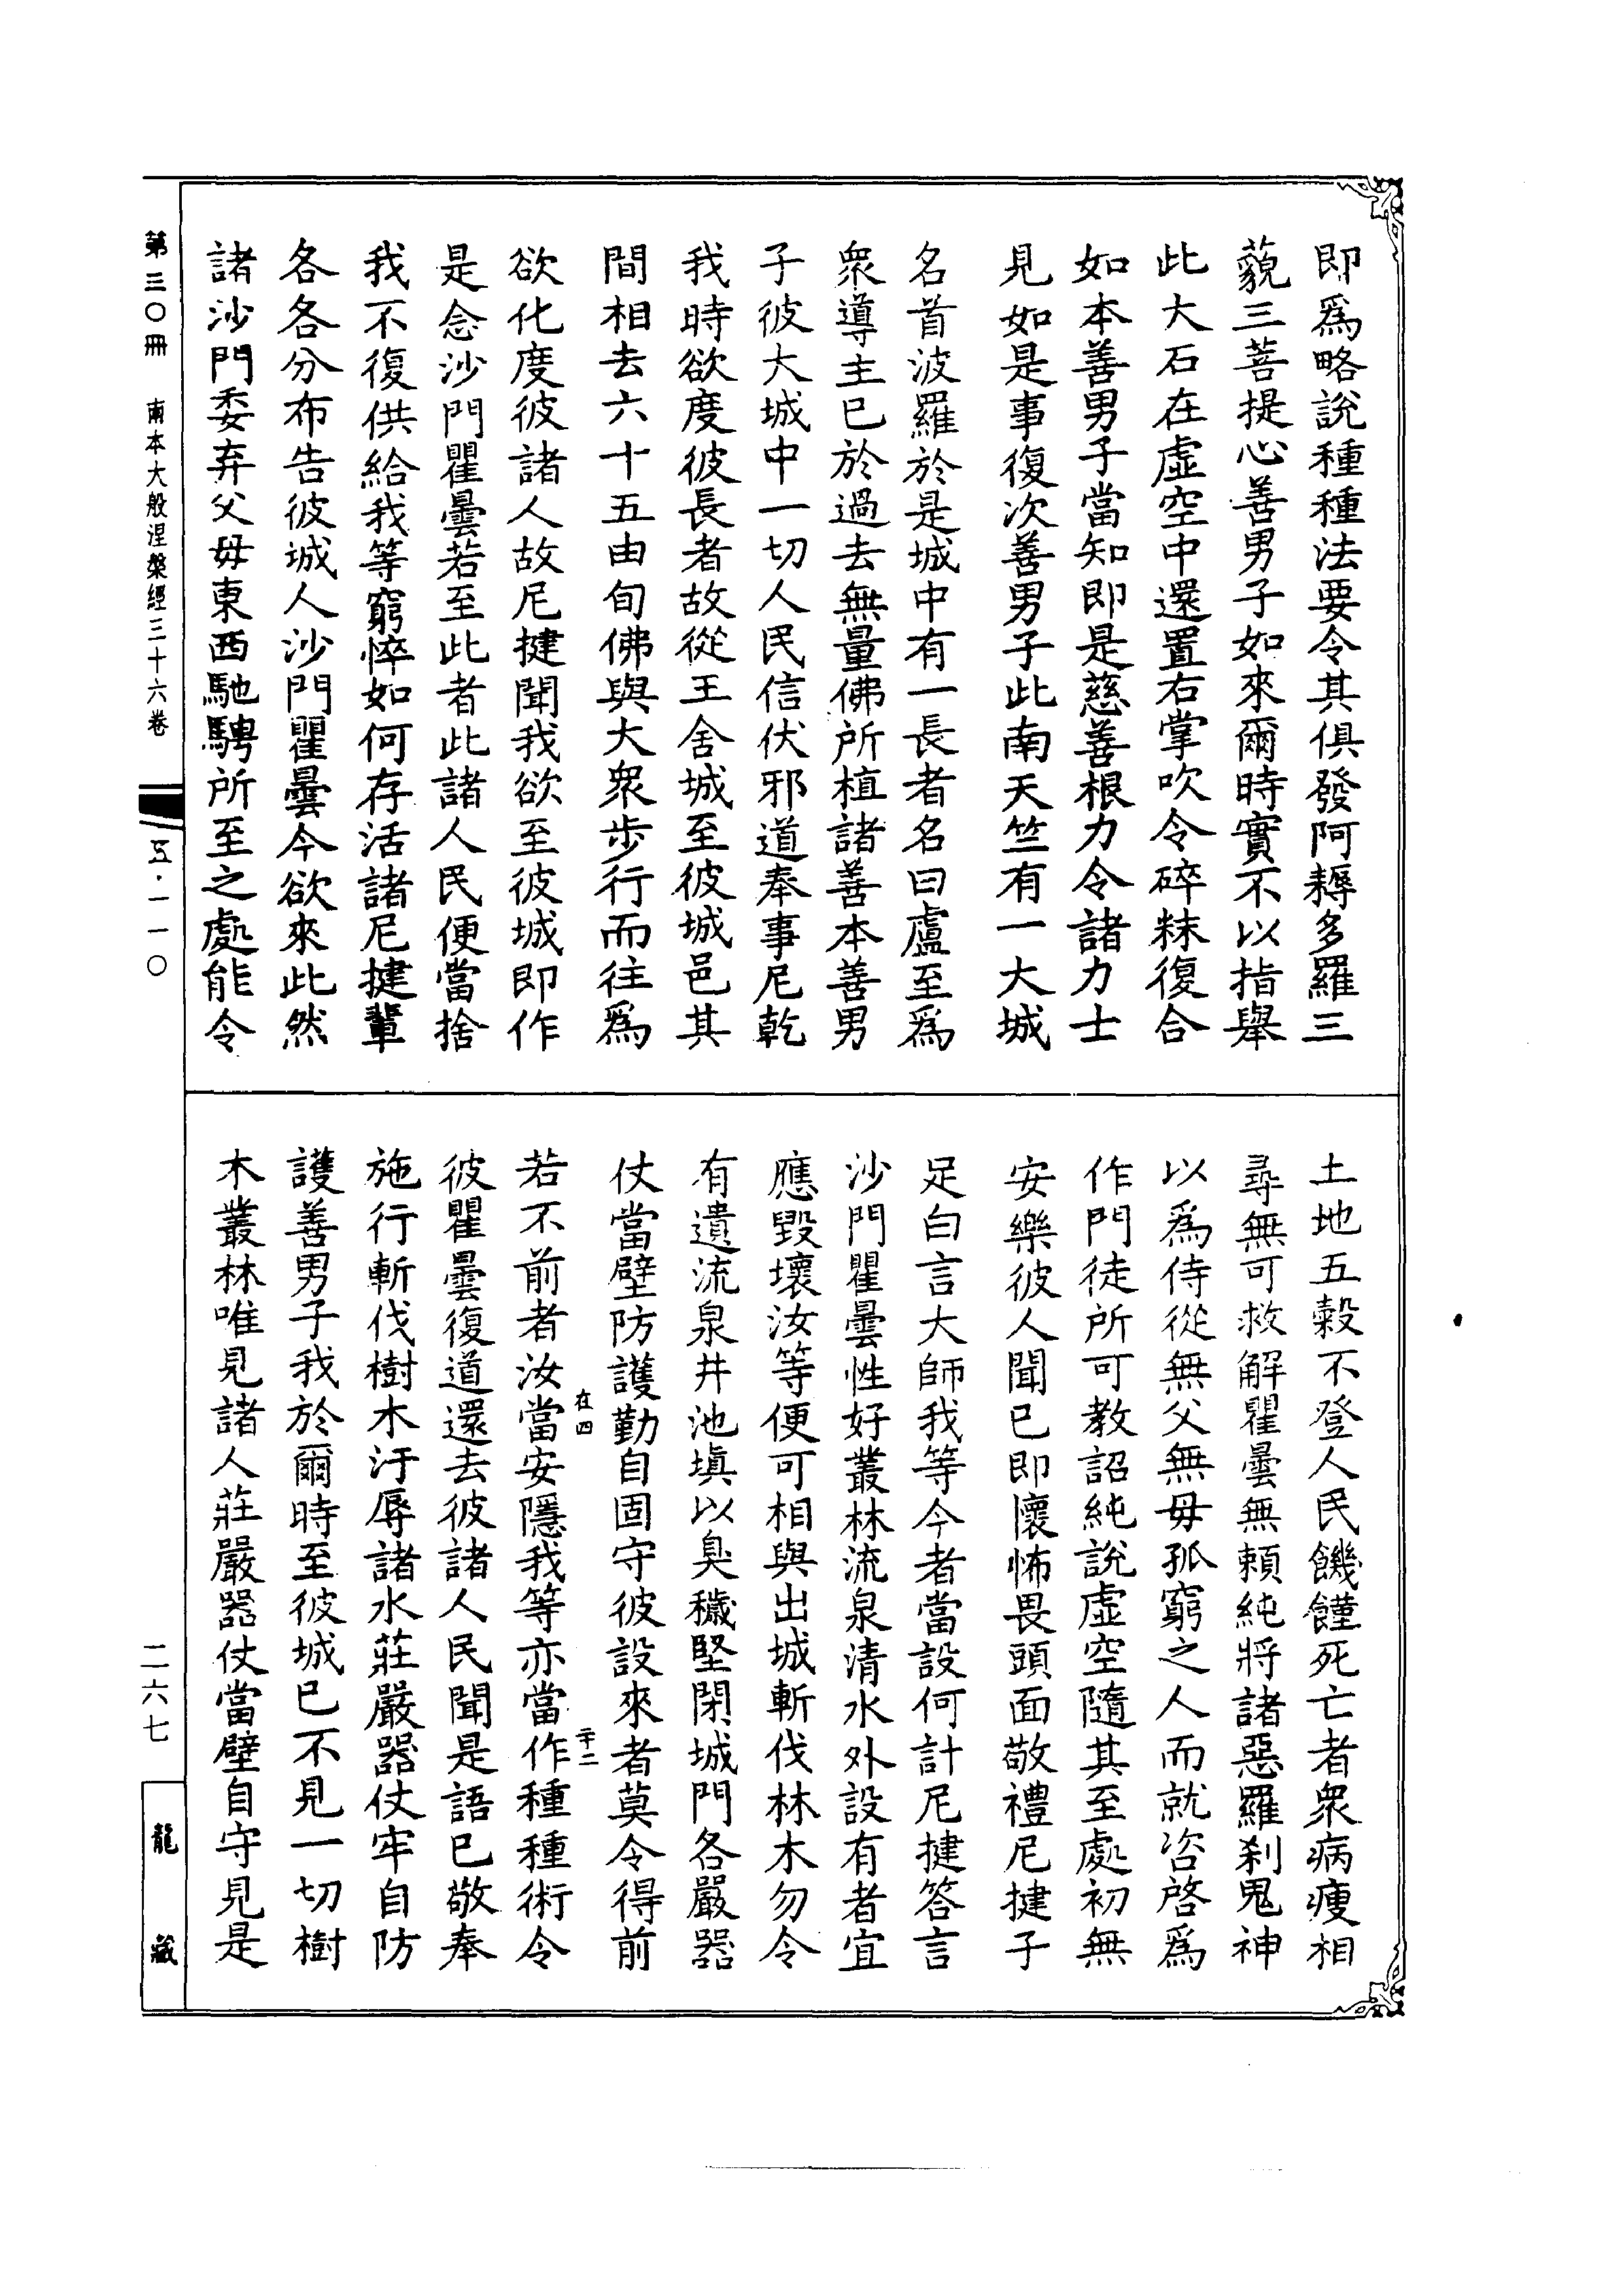 即爲略說種種法要令其俱發阿耨多羅三
藐三菩提心善男子如來爾時實不以指舉
此大石在虛空中還置右掌吹令碎粖復合
如本善男子當知即是慈善根力令諸力士
見如是事復次善男子此南天竺有一大城
名首波羅於是城中有一長者名曰盧至爲
衆導主已於過去無量佛所植諸善本善男
子彼大城中一切人民信伏邪道奉事尼乾
我時欲度彼長者故從王舍城至彼城邑其
間相去六十五由旬佛與大衆步行而往爲
欲化度彼諸人故尼揵聞我欲至彼城即作
是念沙門瞿曇若至此者此諸人民便當捨
我不復供給我等窮悴如何存活諸尼揵輩
各各分布告彼城人沙門瞿曇今欲來此然
諸沙門委弃父母東西馳騁所至之處能令
土地五穀不登人民饑饉死亡者衆病瘦相
尋無可救解瞿曇無頼純將諸惡羅刹鬼神
以爲侍從無父無母孤窮之人而就咨啓爲
作門徒所可教詔純說虛空隨其至處初無
安樂彼人聞已即懷怖畏頭面敬禮尼揵子
足白言大師我等今者當設何計尼揵答言
沙門瞿曇性好叢林流泉清水外設有者宜
應毀壞汝等便可相與出城斬伐林木勿令
有遺流泉井池塡以臭穢堅閉城門各嚴器
仗當壁防護勤自固守彼設來者莫令得前
在四 二十二
若不前者汝當安隱我等亦當作種種術令
彼瞿曇復道還去彼諸人民聞是語已敬奉
施行斬伐樹木汙辱諸水莊嚴器仗牢自防
護善男子我於爾時至彼城已不見一切樹
木叢林唯見諸人莊嚴器仗當壁自守見是
第三〇冊 南本大般涅槃經三十六卷 五·一一〇 二六七 龍藏